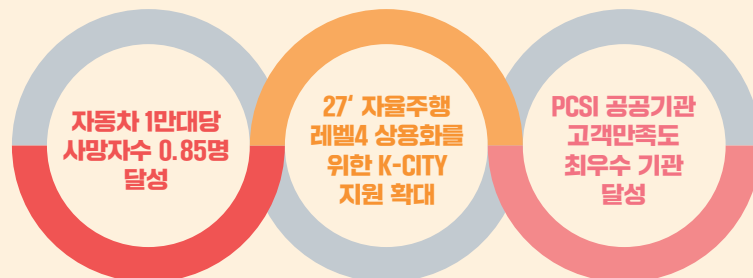 자동차 1만대당
사망자수 0.85명
달성
27‘ 자율주행
레벨4 상용화를
위한 K-CITY
지원 확대
PCSI 공공기관
고객만족도
최우수 기관
달성